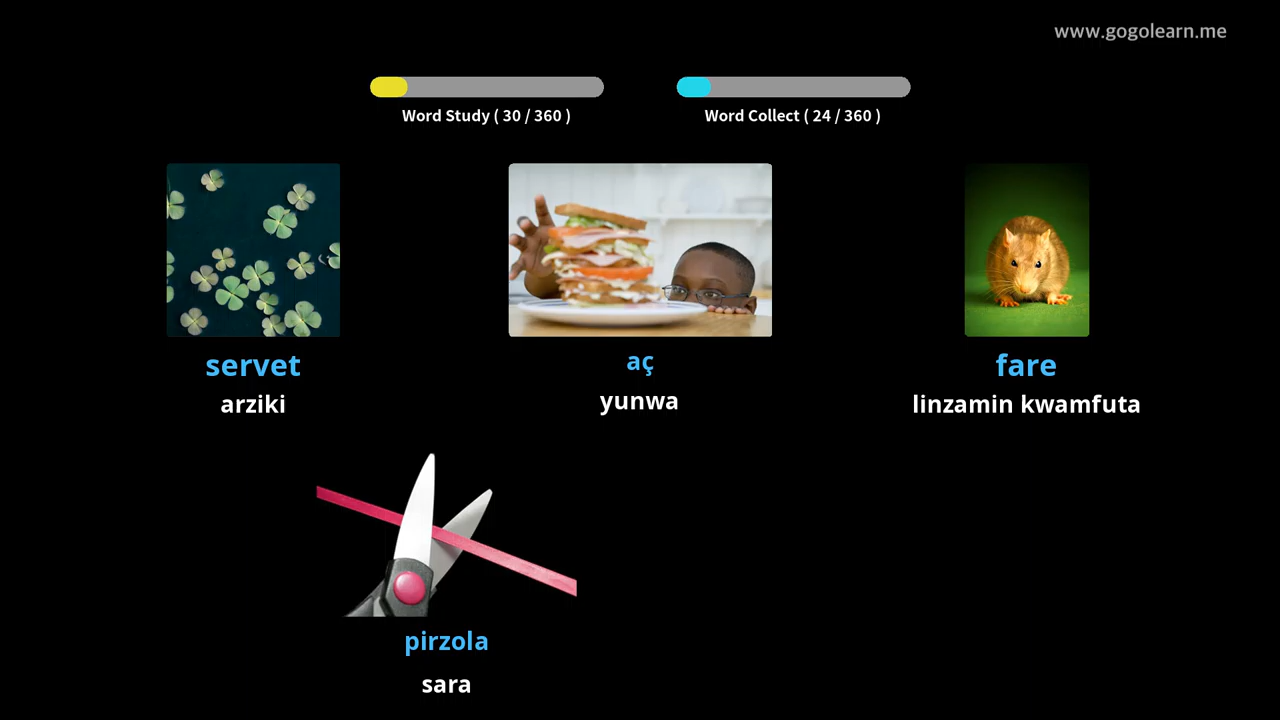 www.gogolearn.me
Word Study ( 30 / 360 )
Word Collect ( 24 / 360 )
servet
arziki
aç
yunwa
fare
linzamin kwamfuta
pirzola
sara